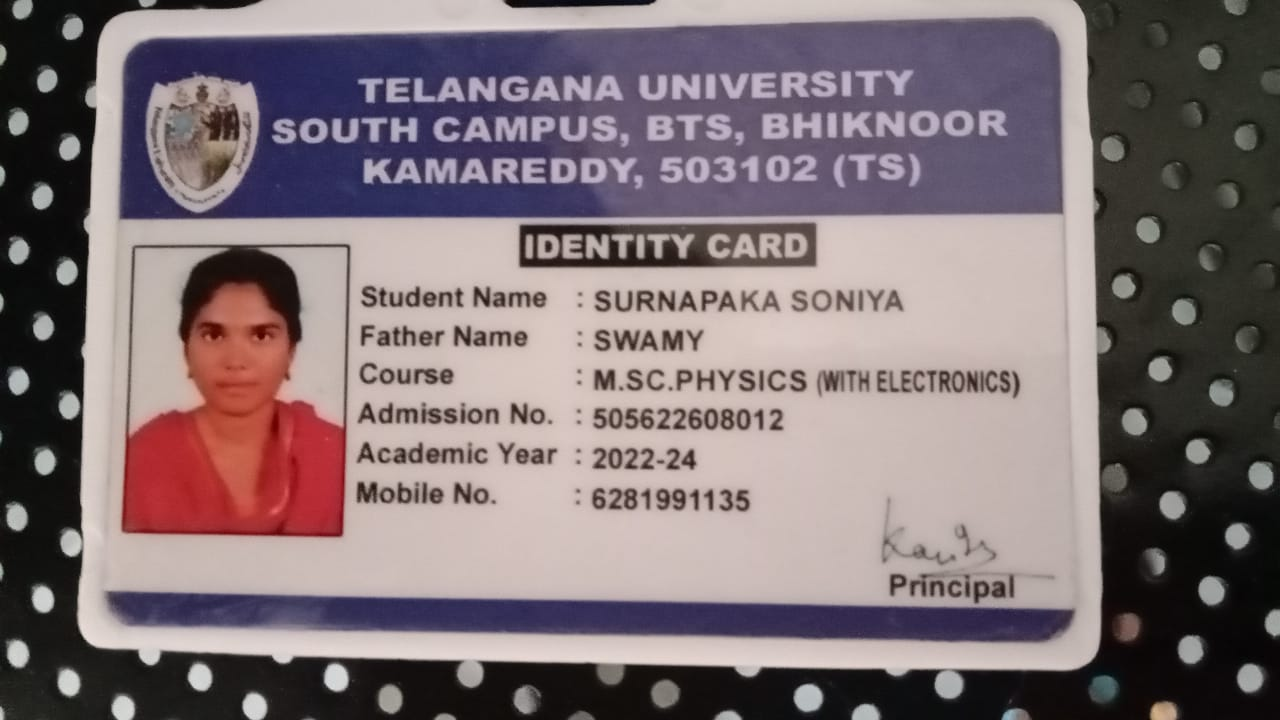 TELANGANA UNIVERSITY
SOUTH CAMPUS, BTS, BHIKNOOR
KAMAREDDY, 503102 (TS)
IDENTITY CARD
Student Name : SURNAPAKA SONIYA
Father Name : SWAMY
Course : M.SC.PHYSICS (WITH ELECTRONICS)
Admission No. : 505622608012
Academic Year : 2022-24
Mobile No. : 6281991135
Principal